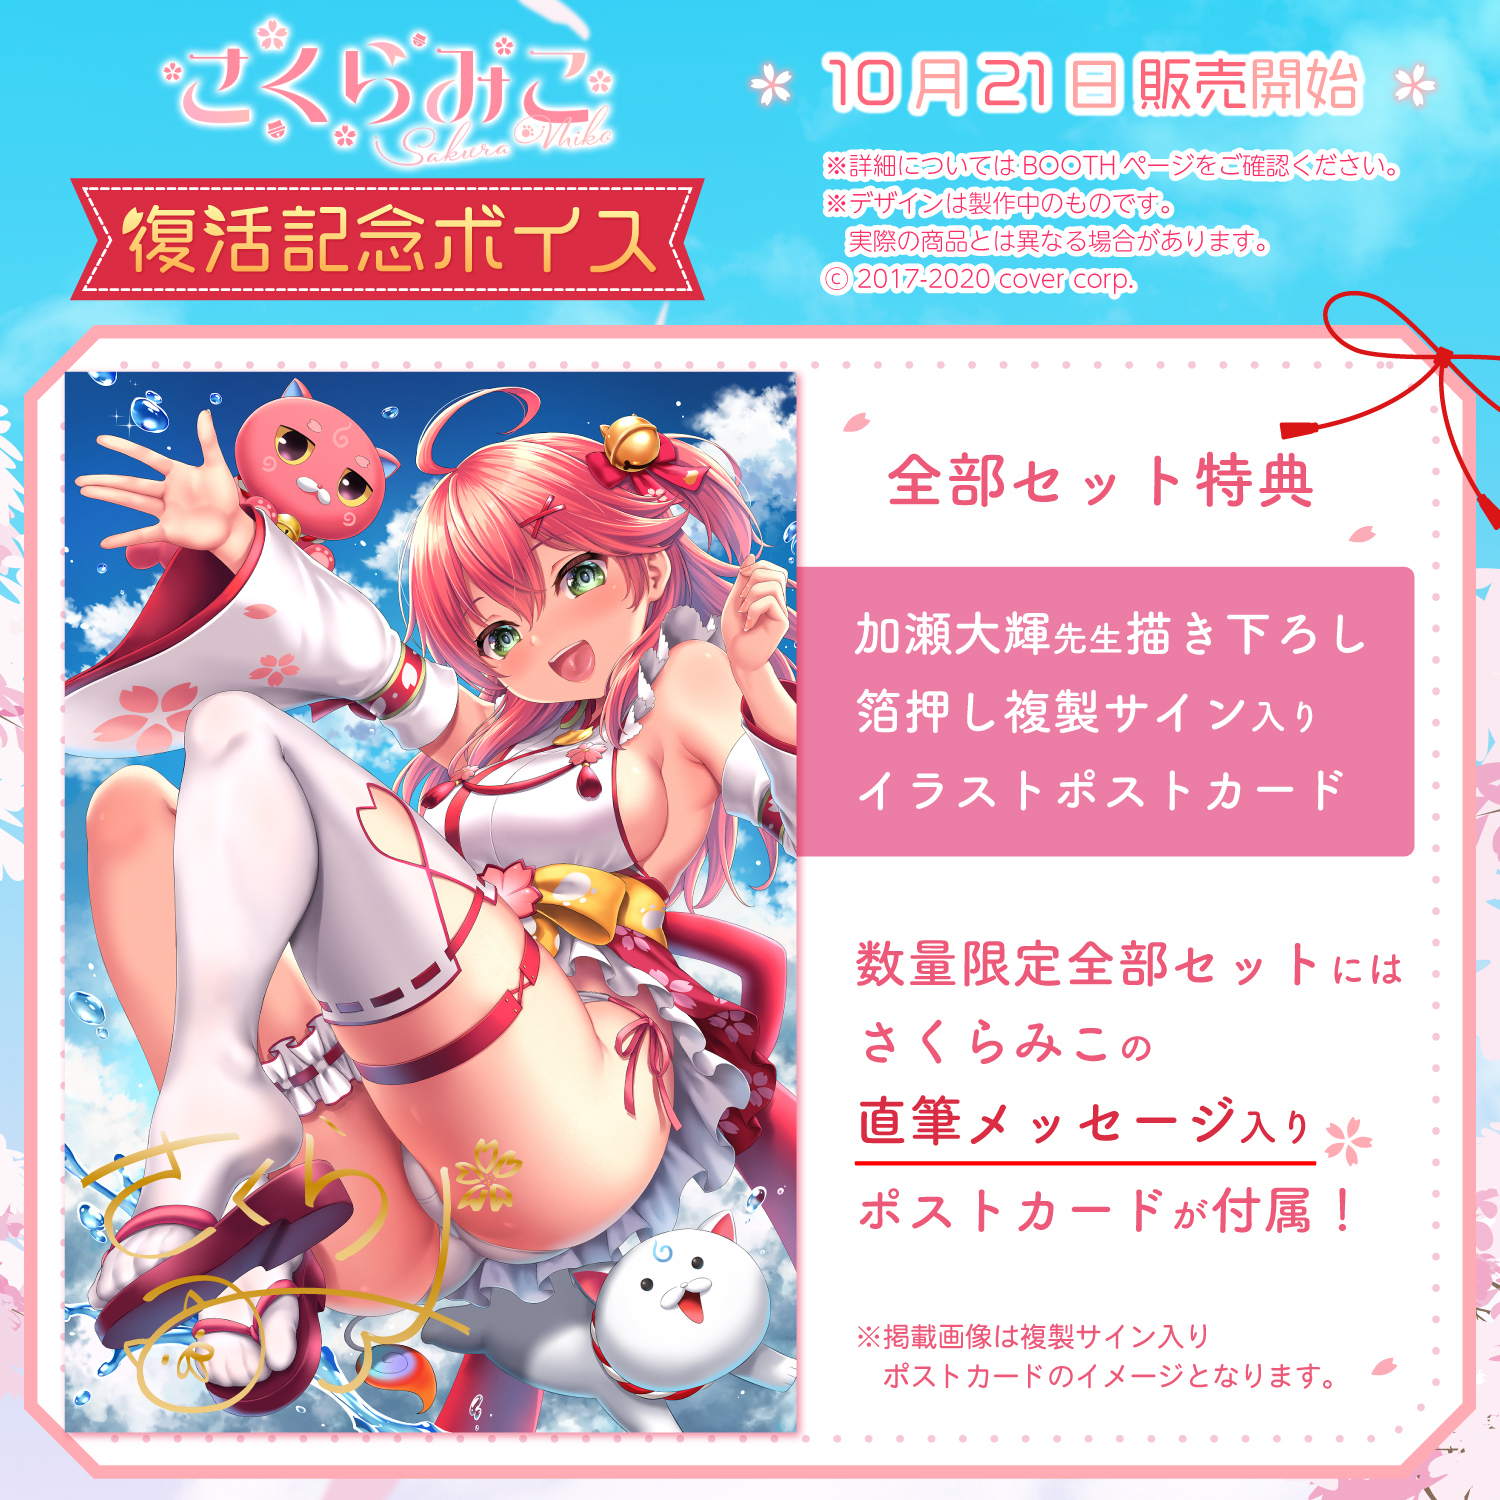 さくらみこ
Sakura Miko
復活記念ボイス
10月21日販売開始
※詳細についてはBOOTHページをご確認ください。
※デザインは製作中のものです。
実際の商品とは異なる場合があります。
© 2017-2020 cover corp.
全部セット特典
加瀬大輝先生描き下ろし
箔押し複製サイン入り
イラストポストカード
数量限定全部セットには
さくらみこの
直筆メッセージ入り
ポストカードが付属！
※掲載画像は複製サイン入り
ポストカードのイメージとなります。
さくら